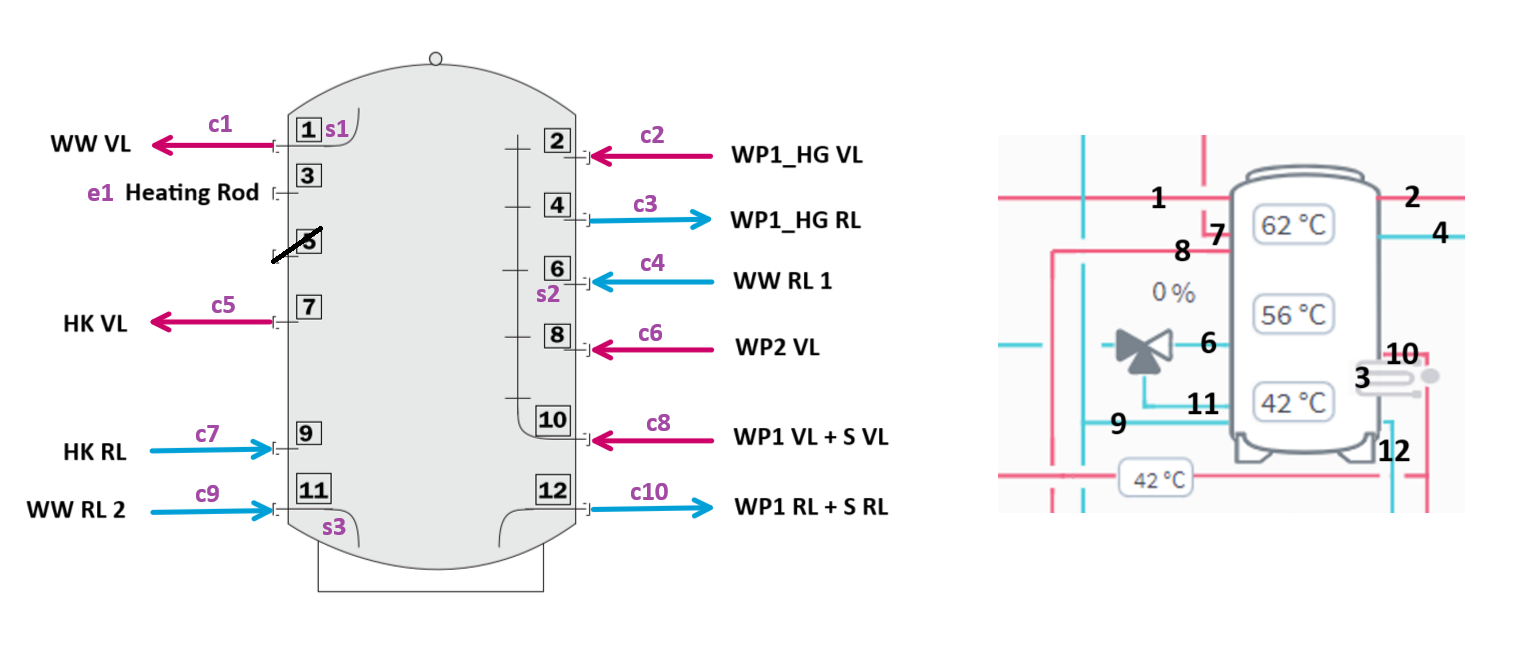 c1
WW VL
1
s1
e1 Heating Rod
3
5
c5
HK VL
7
c7
HK RL
9
c9
WW RL 2
11
s3
2
c2
WP1_HG VL
4
c3
WP1_HG RL
6
s2
c4
WW RL 1
8
c6
WP2 VL
10
c8
WP1 VL + S VL
12
c10
WP1 RL + S RL
1
2
62 °C
7
4
8
0 %
56 °C
6
10
3
11
42 °C
9
12
42 °C